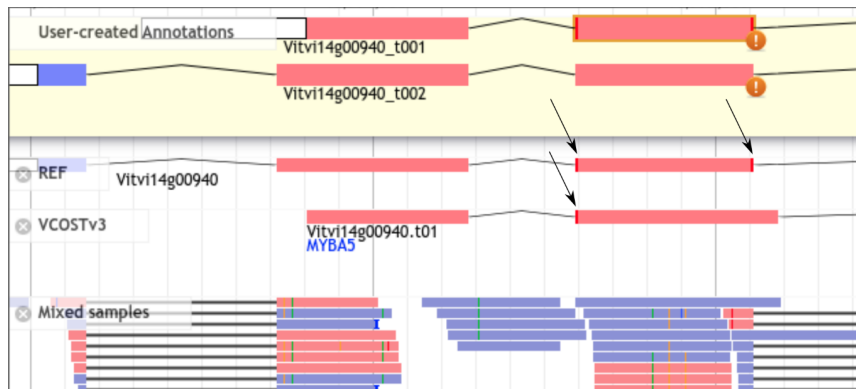 User-created Annotations
Vitvi14g00940_t001
Vitvi14g00940_t002
REF
Vitvi14g00940
VCOSTv3
Vitvi14g00940.t01
MYBA5
Mixed samples